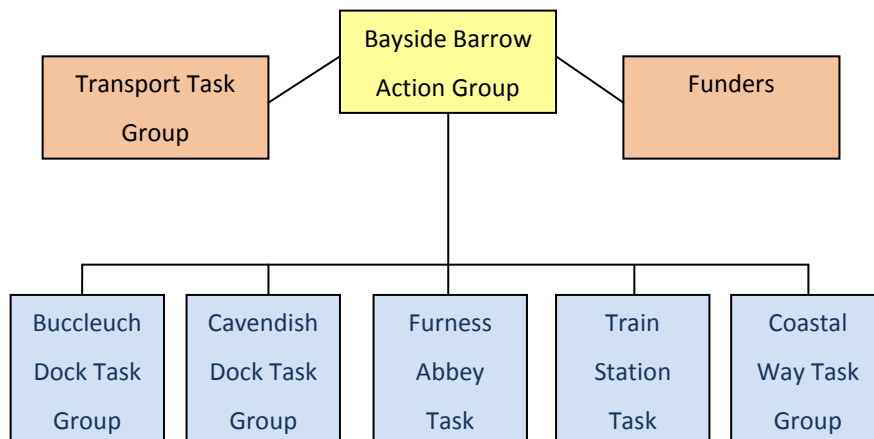 Bayside Barrow
Action Group
Transport Task
Group
Funders
Buccleuch
Dock Task
Group
Cavendish
Dock Task
Group
Furness
Abbey
Task
Train
Station
Task
Coastal
Way Task
Group